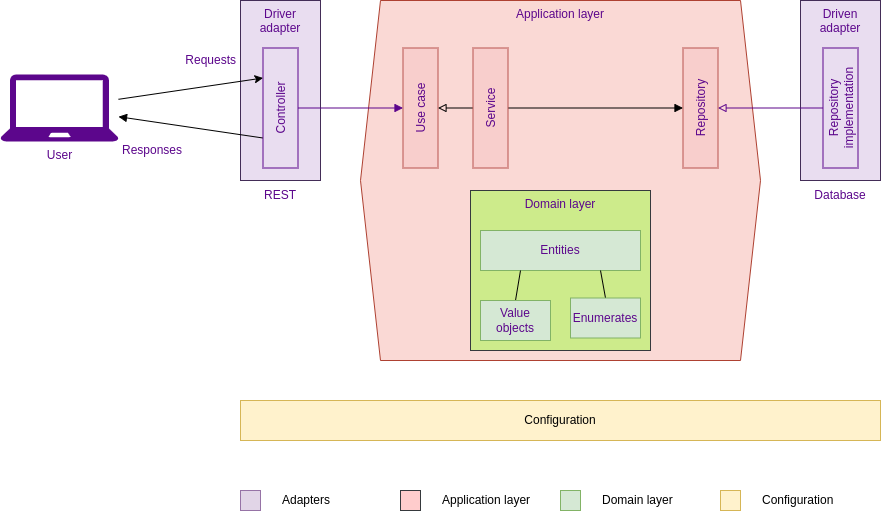 Driver
adapter
Application layer
Driven
adapter
Requests
Controller
Use case
Service
Repository
Repository
implementation
User
Responses
REST
Database
Domain layer
Entities
Value
objects
Enumerates
Configuration
Adapters
Application layer
Domain layer
Configuration